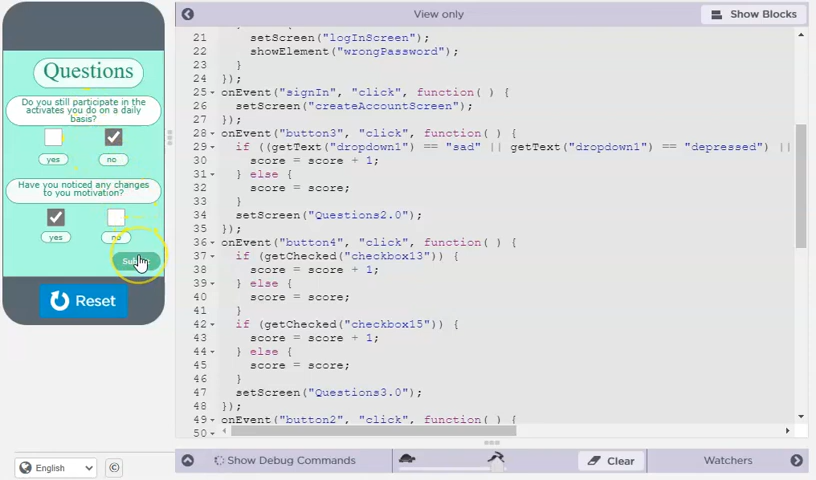 View only
Show Blocks
Questions
Do you still participate in the
activates you do on a daily
basis?
yes
no
Have you noticed any changes
to you motivation?
yes
no
Reset
English
©
21 setScreen("logInScreen");
22 showElement("wrongPassword");
23 }
24 });
25 onEvent("signIn", "click", function( ) {
26 setScreen("createAccountScreen");
27 });
28 onEvent("button3", "click", function( ) {
29 if ((getText("dropdown1") == "sad" || getText("dropdown1") == "depressed") ||
30 score = score + 1;
31 } else {
32 score = score;
33 }
34 setScreen("Questions2.0");
35 });
36 onEvent("button4", "click", function( ) {
37 if (getChecked("checkbox13")) {
38 score = score + 1;
39 } else {
40 score = score;
41 }
42 if (getChecked("checkbox15")) {
43 score = score + 1;
44 } else {
45 score = score;
46 }
47 setScreen("Questions3.0");
48 });
49 onEvent("button2", "click", function( ) {
50
Show Debug Commands
Clear
Watchers